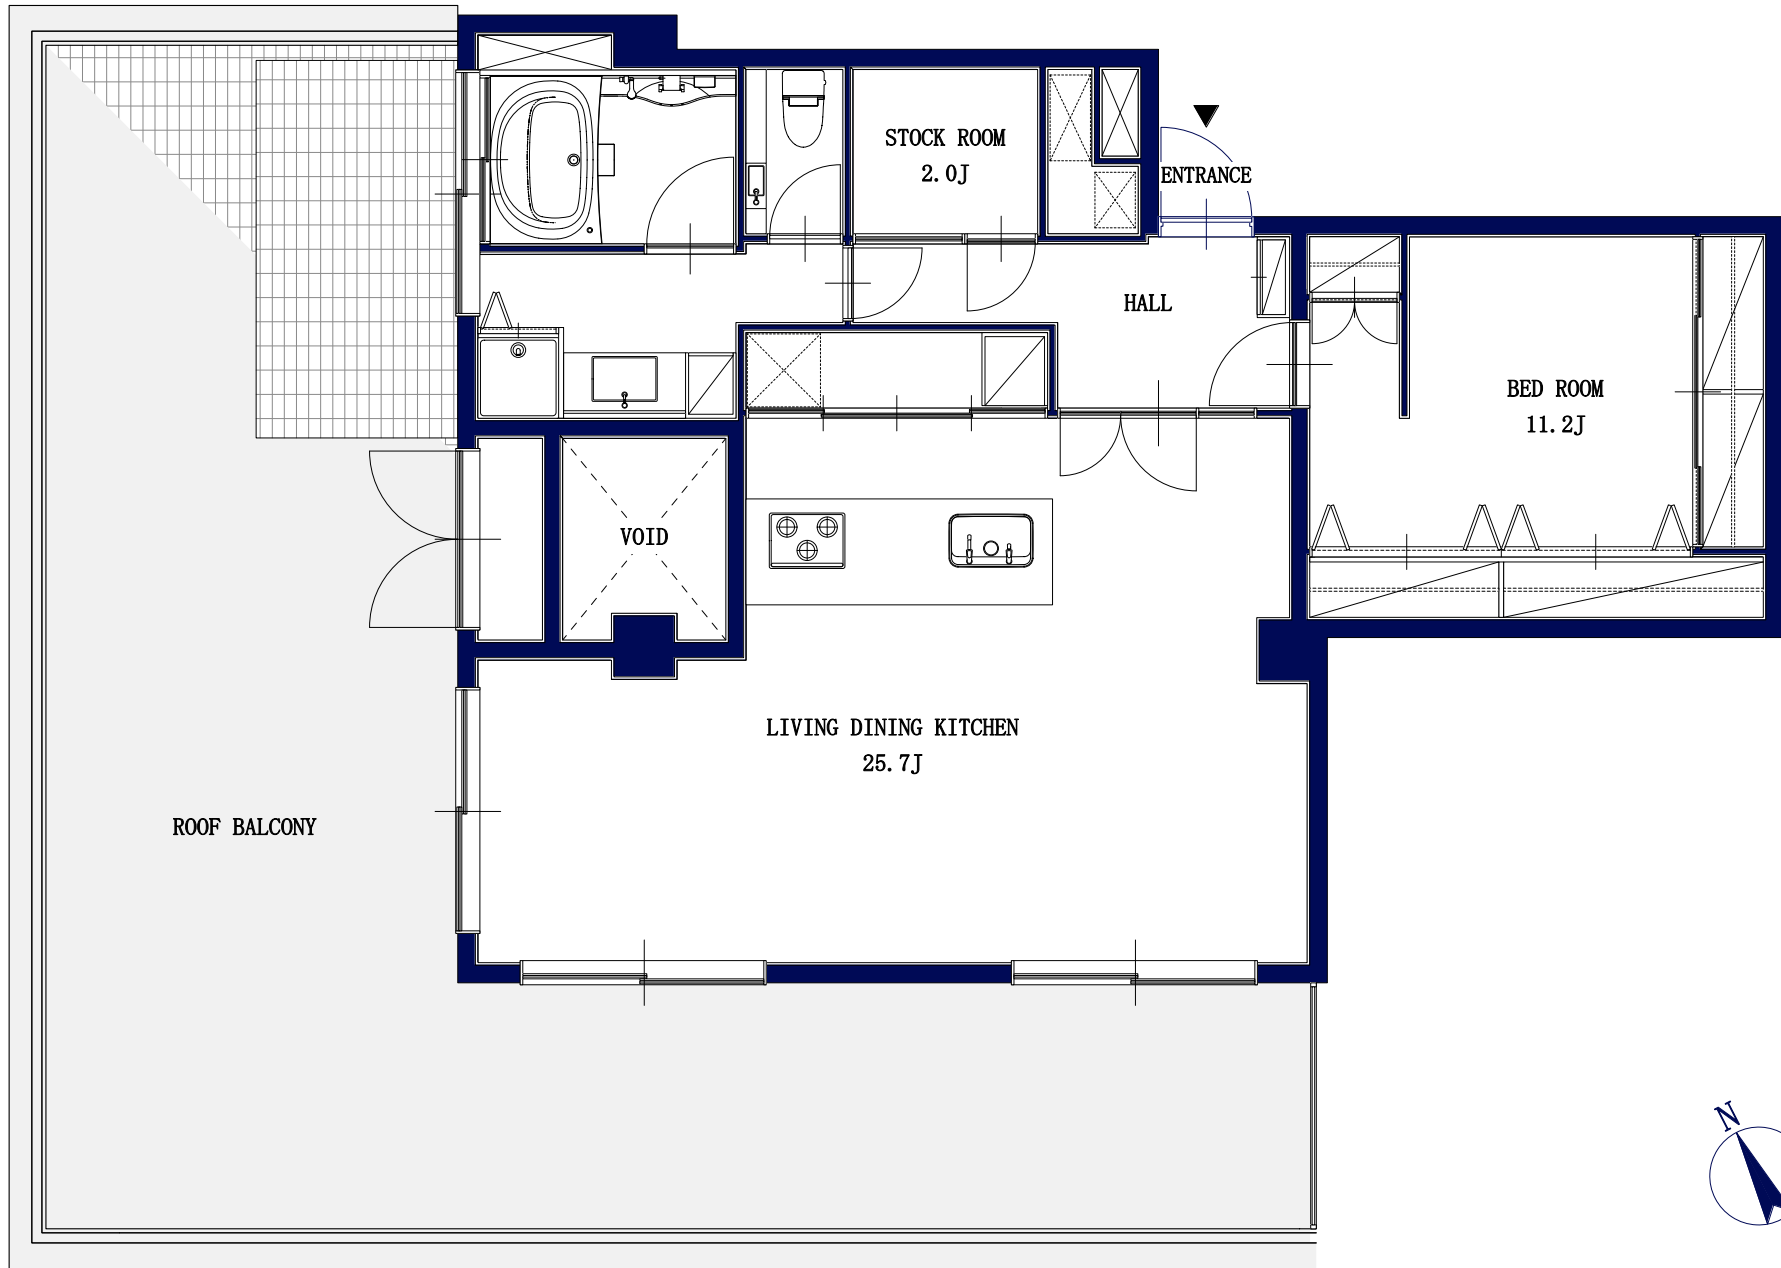 STOCK ROOM
2.0J
ENTRANCE
HALL
BED ROOM
11.2J
VOID
LIVING DINING KITCHEN
25.7J
ROOF BALCONY
N